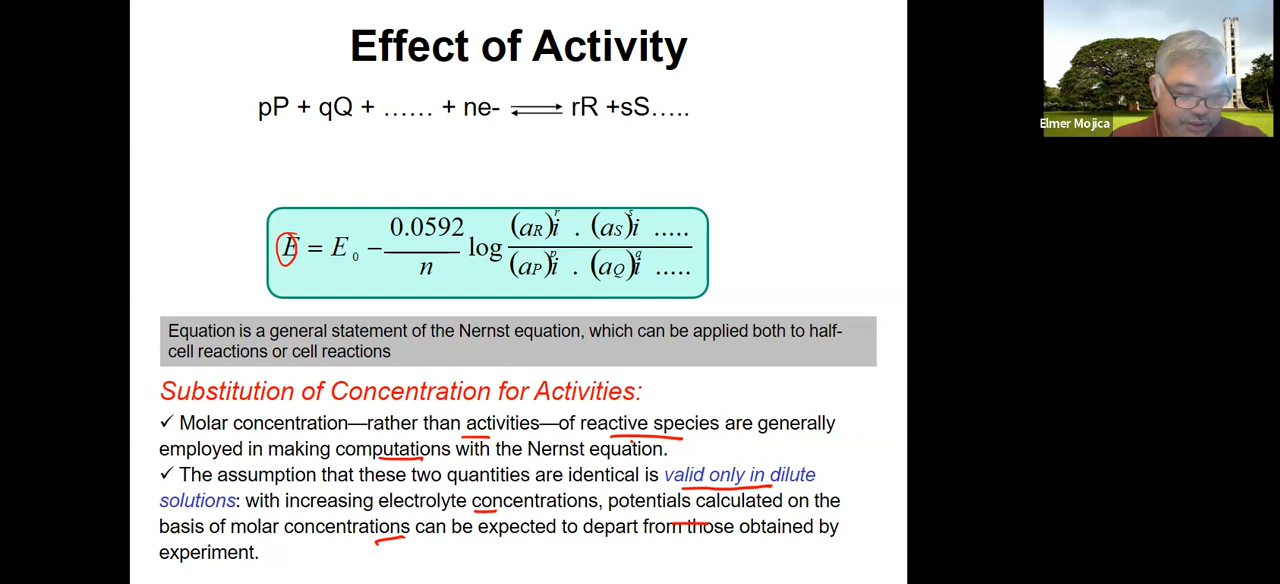 Effect of Activity
pP + qQ + …… + ne- ⇌ rR +sS…..
E = E₀ − 0.0592/n log (aR)ᵢʳ . (aS)ᵢˢ ..... / (aP)ᵢᵖ . (aQ)ᵢᑫ .....
Equation is a general statement of the Nernst equation, which can be applied both to half-
cell reactions or cell reactions
Substitution of Concentration for Activities:
✓ Molar concentration—rather than activities—of reactive species are generally
employed in making computations with the Nernst equation.
✓ The assumption that these two quantities are identical is valid only in dilute
solutions: with increasing electrolyte concentrations, potentials calculated on the
basis of molar concentrations can be expected to depart from those obtained by
experiment.
Elmer Mojica